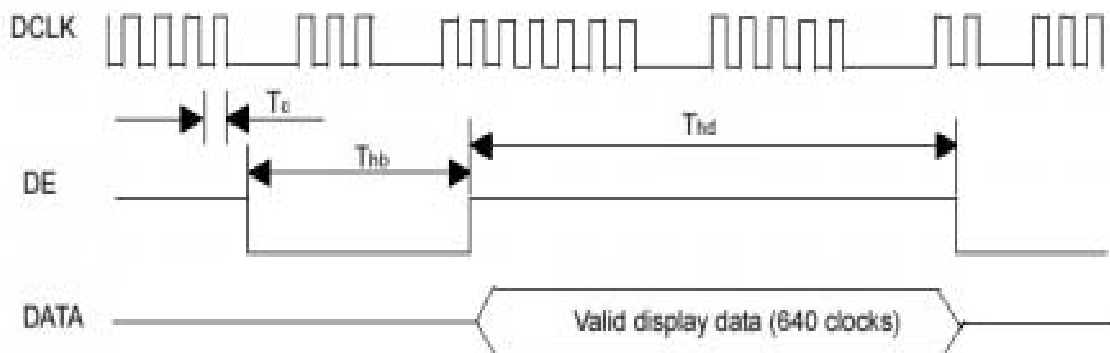 DCLK
Tc
Thd
Thb
DE
DATA
Valid display data (640 clocks)